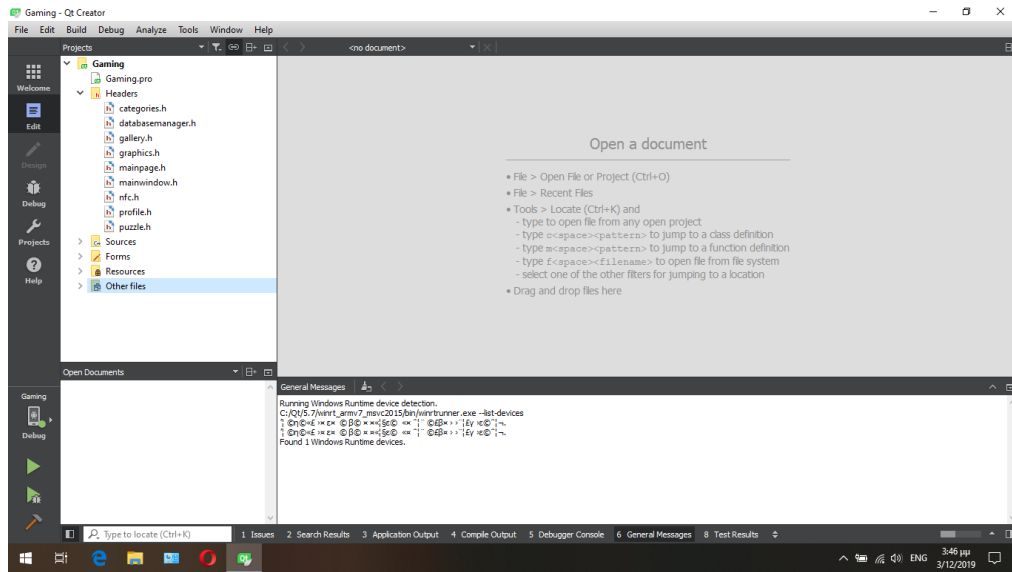 Gaming - Qt Creator
File Edit Build Debug Analyze Tools Window Help
Projects
<no document>
Welcome
Edit
Design
Debug
Projects
Help
Gaming
Gaming.pro
Headers
categories.h
databasemanager.h
gallery.h
graphics.h
mainpage.h
mainwindow.h
nfc.h
profile.h
puzzle.h
Sources
Forms
Resources
Other files
Open a document
• File > Open File or Project (Ctrl+O)
• File > Recent Files
• Tools > Locate (Ctrl+K) and
- type to open file from any open project
- type c<space><pattern> to jump to a class definition
- type m<space><pattern> to jump to a function definition
- type f<space><filename> to open file from file system
- select one of the other filters for jumping to a location
• Drag and drop files here
Open Documents
Gaming
Debug
General Messages
Running Windows Runtime device detection.
C:/Qt/5.7/winrt_armv7_msvc2015/bin/winrtrunner.exe --list-devices
Found 1 Windows Runtime devices.
Type to locate (Ctrl+K)
1 Issues 2 Search Results 3 Application Output 4 Compile Output 5 Debugger Console 6 General Messages 8 Test Results
ENG
3:46 μμ
3/12/2019